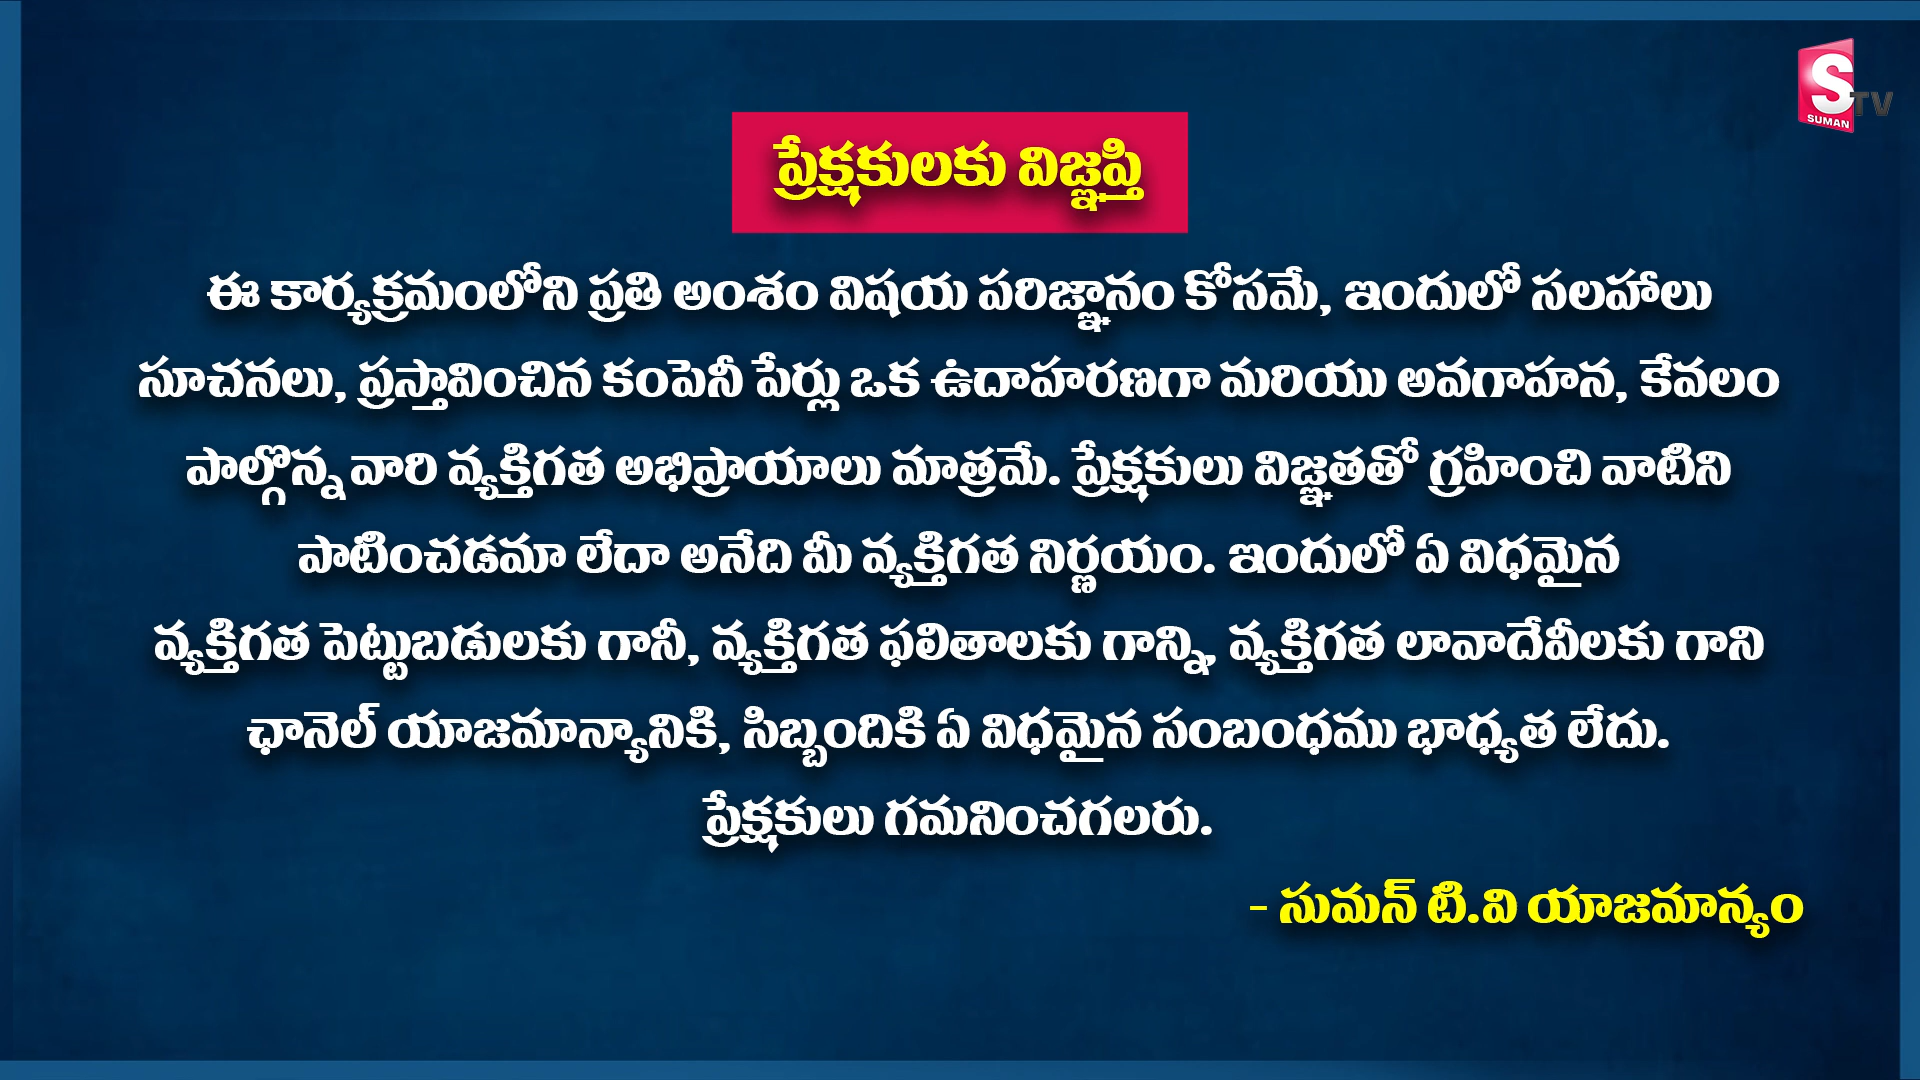 S
SUMAN
TV
ప్రేక్షకులకు విజ్ఞప్తి
ఈ కార్యక్రమంలోని ప్రతి అంశం విషయ పరిజ్ఞానం కోసమే, ఇందులో సలహాలు
సూచనలు, ప్రస్తావించిన కంపెనీ పేర్లు ఒక ఉదాహరణగా మరియు అవగాహన, కేవలం
పాల్గొన్న వారి వ్యక్తిగత అభిప్రాయాలు మాత్రమే. ప్రేక్షకులు విజ్ఞతతో గ్రహించి వాటిని
పాటించడమా లేదా అనేది మీ వ్యక్తిగత నిర్ణయం. ఇందులో ఏ విధమైన
వ్యక్తిగత పెట్టుబడులకు గానీ, వ్యక్తిగత ఫలితాలకు గాన్ని, వ్యక్తిగత లావాదేవీలకు గాని
ఛానెల్ యాజమాన్యానికి, సిబ్బందికి ఏ విధమైన సంబంధము భాధ్యత లేదు.
ప్రేక్షకులు గమనించగలరు.
- సుమన్ టి.వి యాజమాన్యం